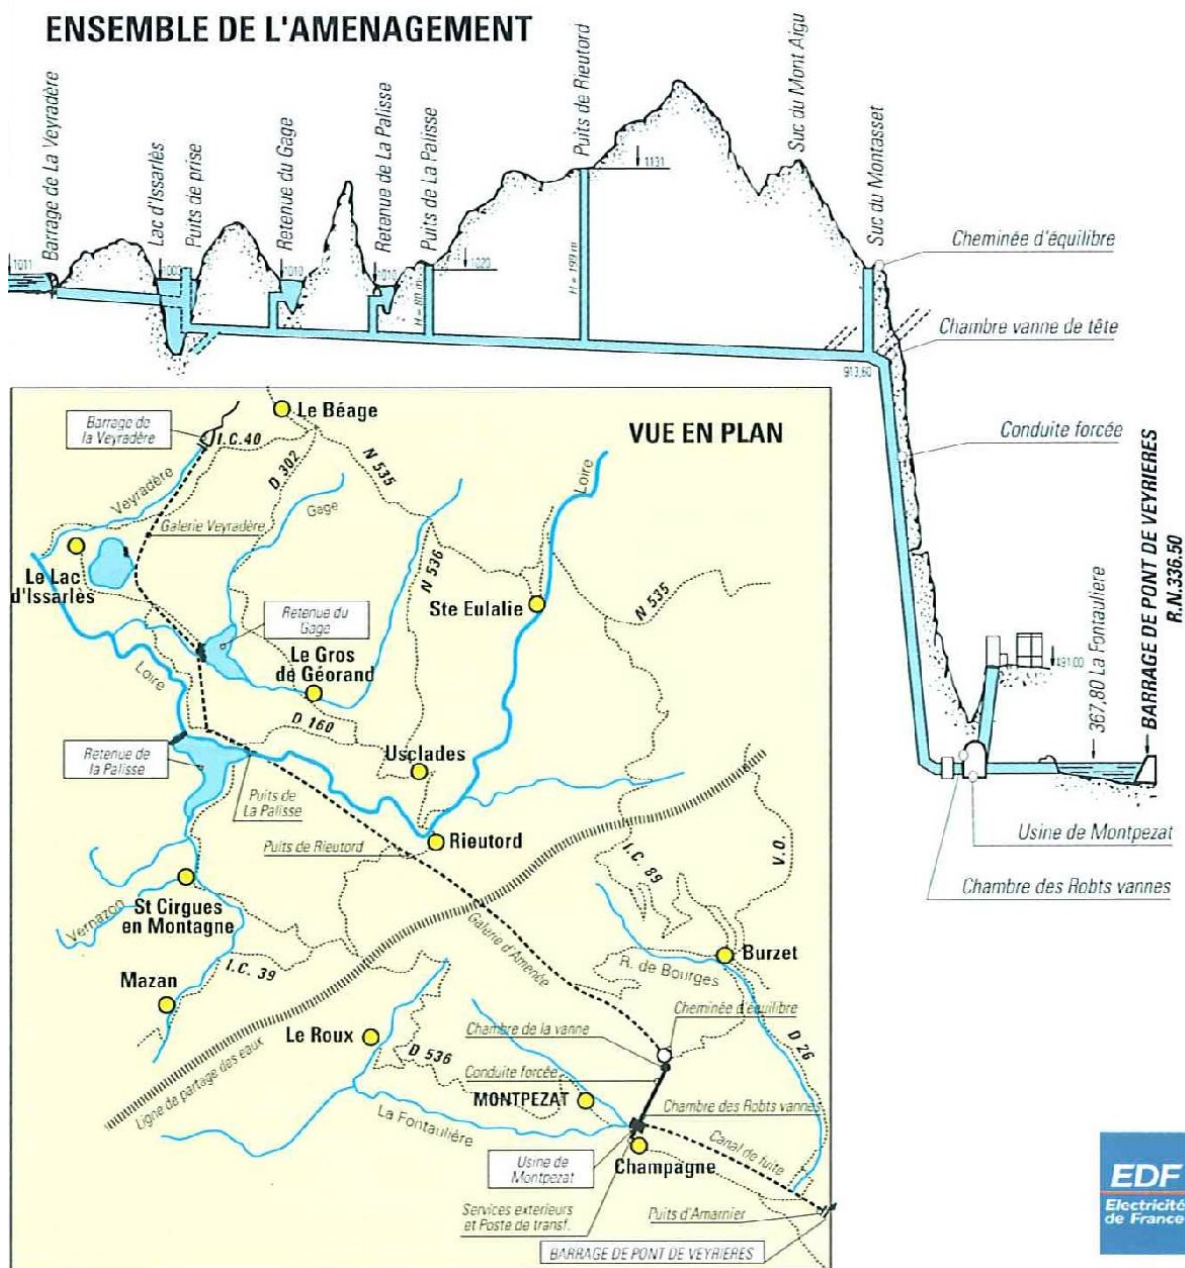 ENSEMBLE DE L'AMENAGEMENT
Barrage de La Veyradère
Lac d'Issarlès
Puits de prise
Retenue du Gage
Retenue de La Palisse
Puits de La Palisse
Puits de Rieutord
Suc du Mont Aigu
Suc du Montasset
1011
1000
1010
1010
1020
1131
H = 80 m
H = 199 m
913,60
Cheminée d'équilibre
Chambre vanne de tête
Conduite forcée
491.00
367,80 La Fontauliere
BARRAGE DE PONT DE VEYRIERES
R.N.336.50
Usine de Montpezat
Chambre des Robts vannes
VUE EN PLAN
Le Béage
Barrage de
la Veyradère
I.C.40
D 302
N 535
Loire
Veyradère
Gage
Galerie Veyradère
N 536
Le Lac
d'Issarlès
Ste Eulalie
N 535
Retenue du
Gage
Le Gros
de Géorand
Loire
D 160
Retenue de
la Palisse
Usclades
Puits de
La Palisse
Puits de Rieutord
Rieutord
I.C. 89
V.O.
St Cirgues
en Montagne
Vernazon
Galerie d'Amenée
Burzet
R. de Bourges
Mazan
I.C. 39
Cheminée d'équilibre
Le Roux
Chambre de la vanne
D 26
D 536
Ligne de partage des eaux
Conduite forcée
MONTPEZAT
Chambre des Robts vannes
La Fontaulière
Canal de fuite
Usine de
Montpezat
Champagne
Services exterieurs
et Poste de transf.
Puits d'Amarnier
BARRAGE DE PONT DE VEYRIERES
EDF
Electricité
de France